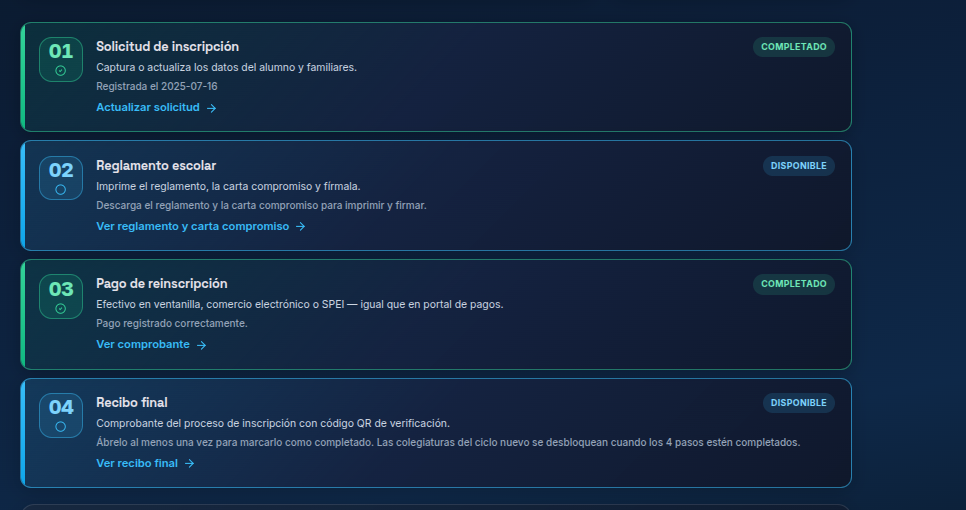 01
Solicitud de inscripción
COMPLETADO
Captura o actualiza los datos del alumno y familiares.
Registrada el 2025-07-16
Actualizar solicitud →
02
Reglamento escolar
DISPONIBLE
Imprime el reglamento, la carta compromiso y fírmala.
Descarga el reglamento y la carta compromiso para imprimir y firmar.
Ver reglamento y carta compromiso →
03
Pago de reinscripción
COMPLETADO
Efectivo en ventanilla, comercio electrónico o SPEI — igual que en portal de pagos.
Pago registrado correctamente.
Ver comprobante →
04
Recibo final
DISPONIBLE
Comprobante del proceso de inscripción con código QR de verificación.
Ábrelo al menos una vez para marcarlo como completado. Las colegiaturas del ciclo nuevo se desbloquean cuando los 4 pasos estén completados.
Ver recibo final →